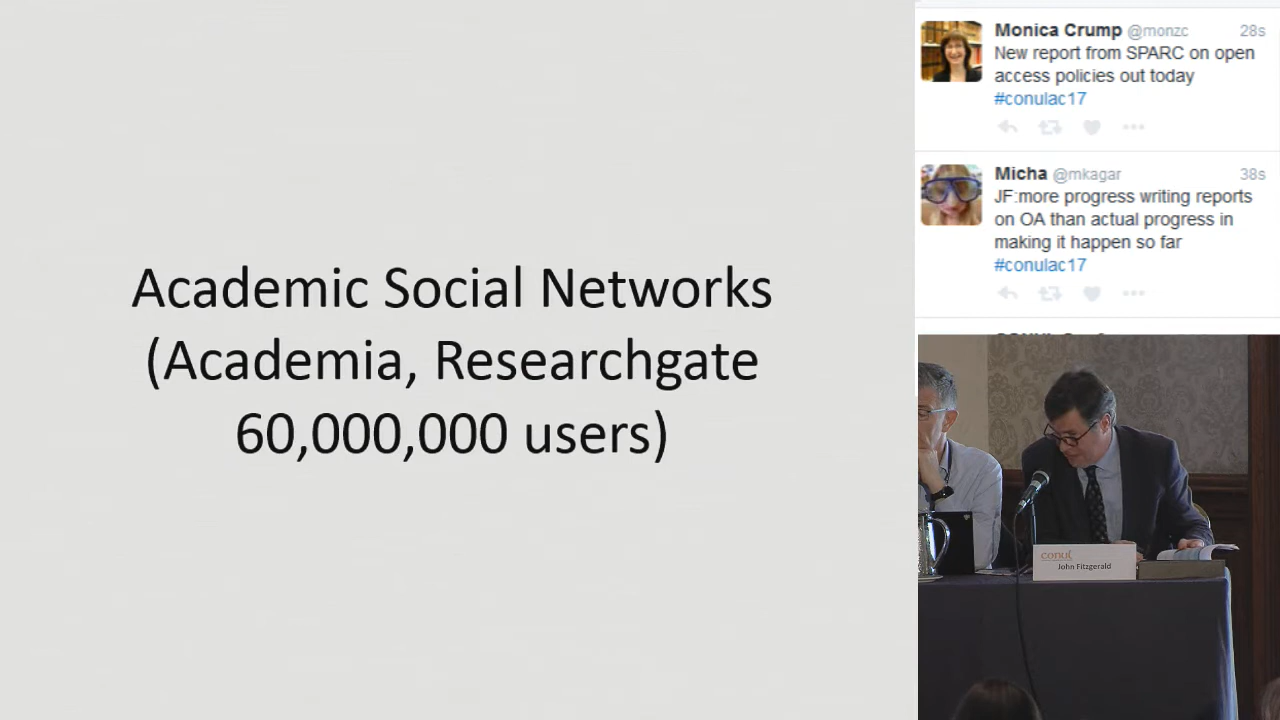 Academic Social Networks
(Academia, Researchgate
60,000,000 users)
Monica Crump @monzc 28s
New report from SPARC on open
access policies out today
#conulac17
Micha @mkagar 38s
JF:more progress writing reports
on OA than actual progress in
making it happen so far
#conulac17
conul
John Fitzgerald